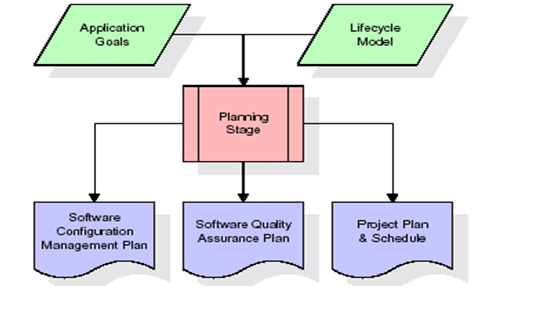 Application
Goals
Lifecycle
Model
Planning
Stage
Software
Configuration
Management Plan
Software Quality
Assurance Plan
Project Plan
& Schedule